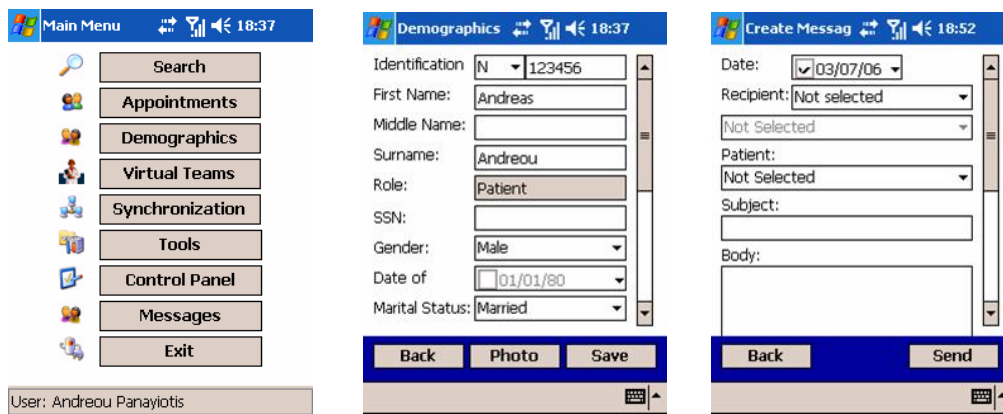 Main Menu 18:37
Search
Appointments
Demographics
Virtual Teams
Synchronization
Tools
Control Panel
Messages
Exit
User: Andreou Panayiotis
Demographics 18:37
Identification N 123456
First Name: Andreas
Middle Name:
Surname: Andreou
Role: Patient
SSN:
Gender: Male
Date of 01/01/80
Marital Status: Married
Back Photo Save
Create Messag 18:52
Date: 03/07/06
Recipient: Not selected
Not Selected
Patient:
Not Selected
Subject:
Body:
Back Send